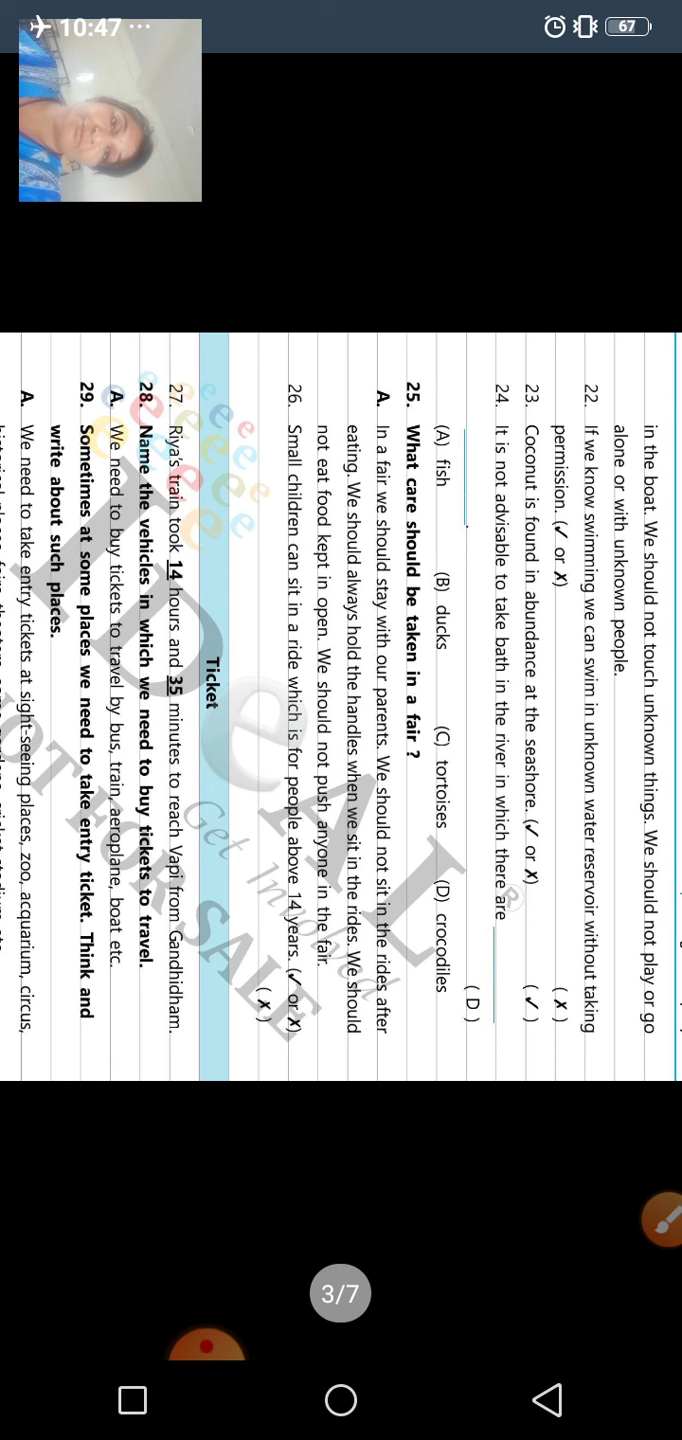 10:47 ...
67
in the boat. We should not touch unknown things. We should not play or go
alone or with unknown people.
22. If we know swimming we can swim in unknown water reservoir without taking
permission. (✓ or ✗) ( ✗ )
23. Coconut is found in abundance at the seashore. (✓ or ✗) ( ✓ )
24. It is not advisable to take bath in the river in which there are
. ( D )
(A) fish (B) ducks (C) tortoises (D) crocodiles
25. What care should be taken in a fair ?
A. In a fair we should stay with our parents. We should not sit in the rides after
eating. We should always hold the handles when we sit in the rides. We should
not eat food kept in open. We should not push anyone in the fair.
26. Small children can sit in a ride which is for people above 14 years. (✓ or ✗)
( ✗ )
Ticket
27. Riya's train took 14 hours and 35 minutes to reach Vapi from Gandhidham.
28. Name the vehicles in which we need to buy tickets to travel.
A. We need to buy tickets to travel by bus, train, aeroplane, boat etc.
29. Sometimes at some places we need to take entry ticket. Think and
write about such places.
A. We need to take entry tickets at sight-seeing places, zoo, acquarium, circus,
IDeAL ®
Get Involved
NOT FOR SALE
3/7